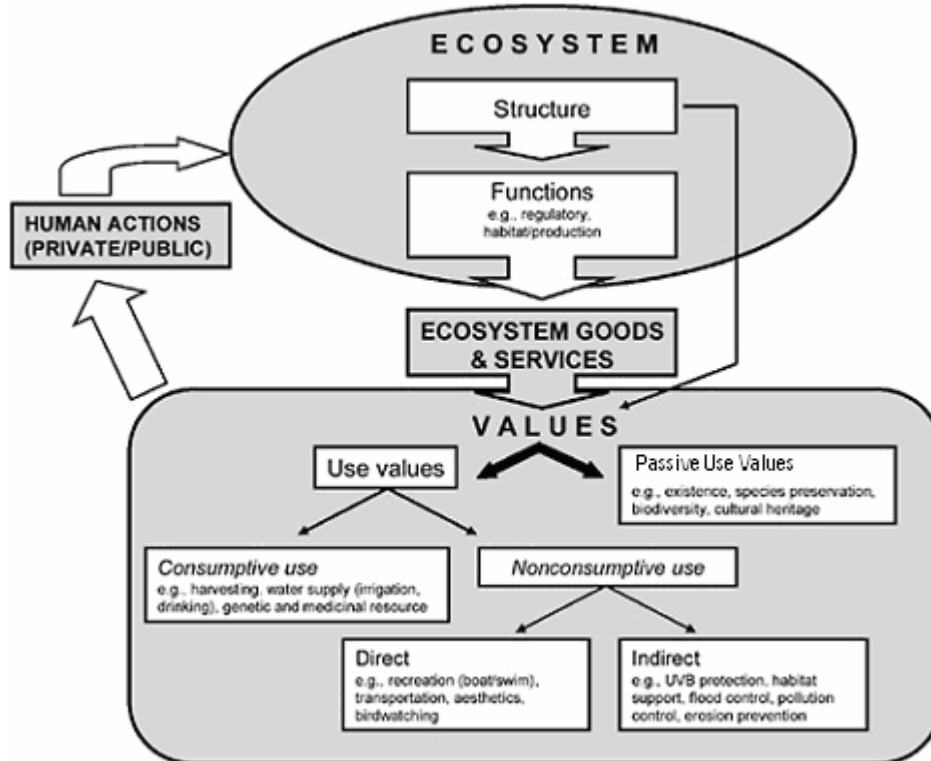 ECOSYSTEM
Structure
Functions
e.g., regulatory,
habitat/production
HUMAN ACTIONS
(PRIVATE/PUBLIC)
ECOSYSTEM GOODS
& SERVICES
VALUES
Use values
Passive Use Values
e.g., existence, species preservation,
biodiversity, cultural heritage
Consumptive use
e.g., harvesting, water supply (irrigation,
drinking), genetic and medicinal resource
Nonconsumptive use
Direct
e.g., recreation (boat/swim),
transportation, aesthetics,
birdwatching
Indirect
e.g., UVB protection, habitat
support, flood control, pollution
control, erosion prevention